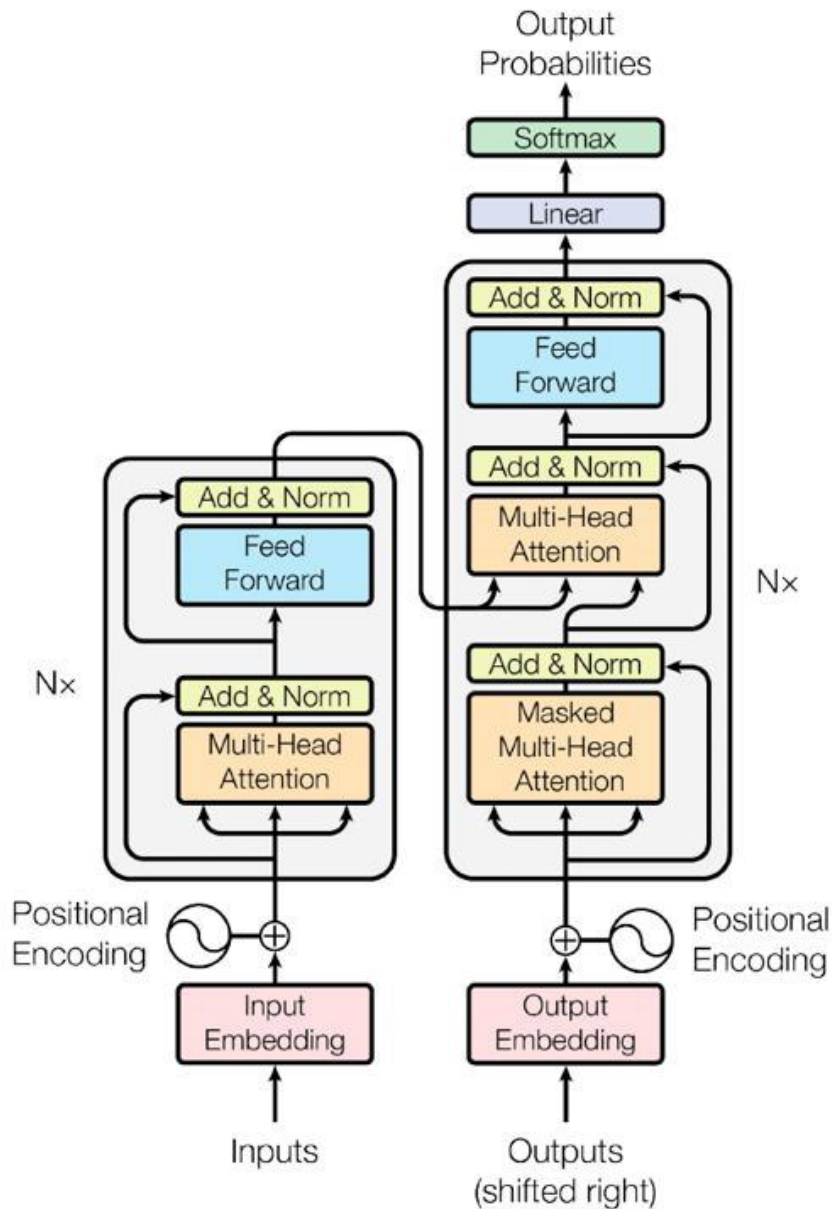 Output
Probabilities
Softmax
Linear
Add & Norm
Feed
Forward
Add & Norm
Multi-Head
Attention
Add & Norm
Masked
Multi-Head
Attention
Nx
Add & Norm
Feed
Forward
Add & Norm
Multi-Head
Attention
Nx
Positional
Encoding
Positional
Encoding
Input
Embedding
Output
Embedding
Inputs
Outputs
(shifted right)